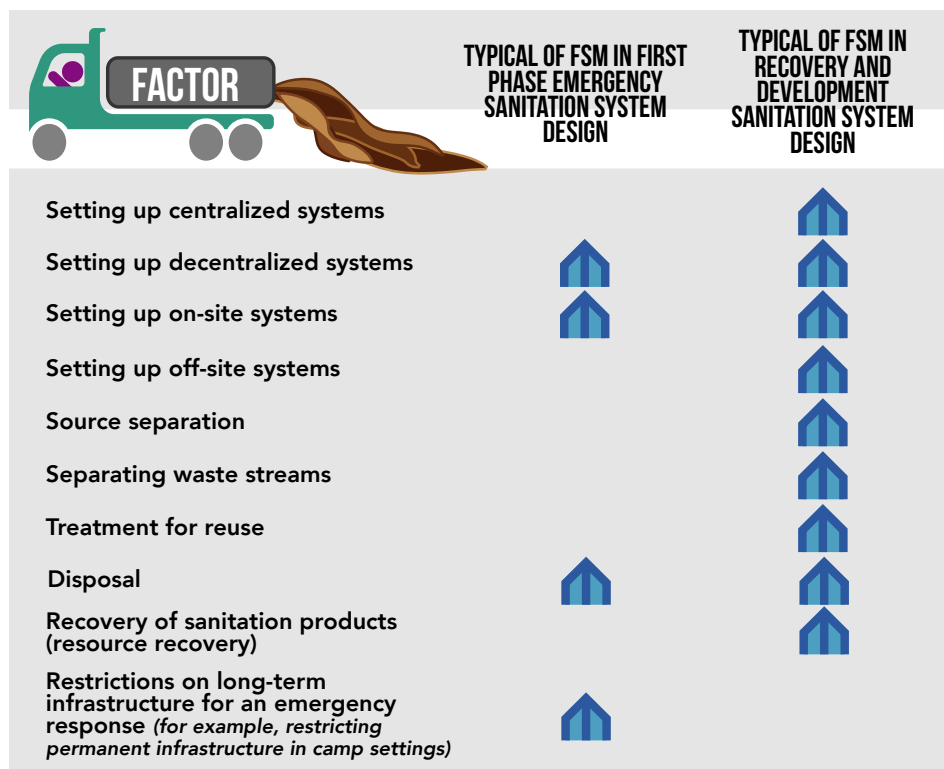 FACTOR
TYPICAL OF FSM IN FIRST
PHASE EMERGENCY
SANITATION SYSTEM
DESIGN
TYPICAL OF FSM IN
RECOVERY AND
DEVELOPMENT
SANITATION SYSTEM
DESIGN
Setting up centralized systems
Setting up decentralized systems
Setting up on-site systems
Setting up off-site systems
Source separation
Separating waste streams
Treatment for reuse
Disposal
Recovery of sanitation products
(resource recovery)
Restrictions on long-term
infrastructure for an emergency
response (for example, restricting
permanent infrastructure in camp settings)